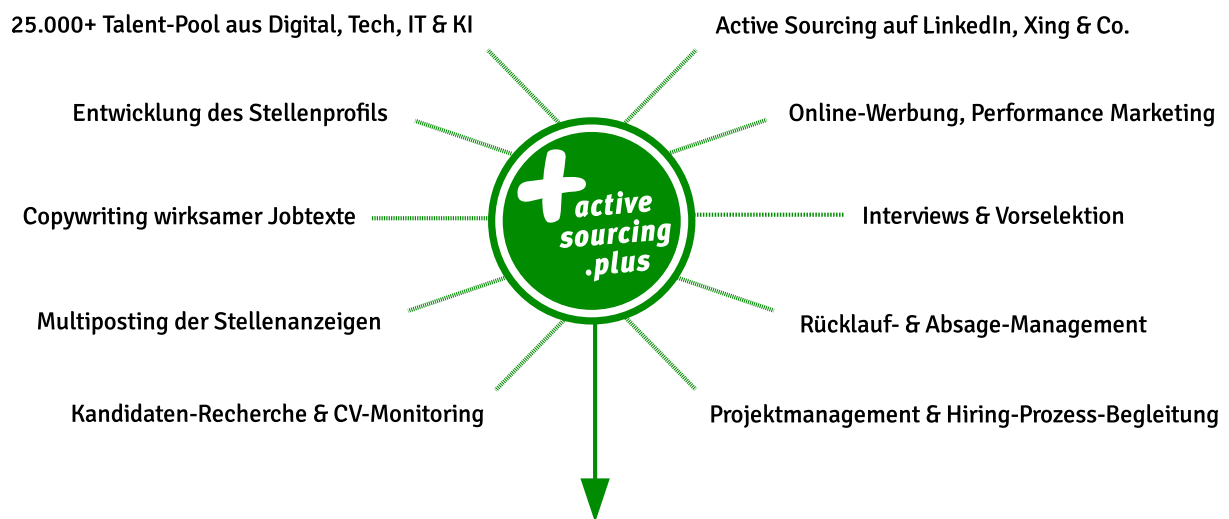 25.000+ Talent-Pool aus Digital, Tech, IT & KI
Active Sourcing auf LinkedIn, Xing & Co.
Entwicklung des Stellenprofils
Online-Werbung, Performance Marketing
Copywriting wirksamer Jobtexte
active
sourcing
.plus
Interviews & Vorselektion
Multiposting der Stellenanzeigen
Rücklauf- & Absage-Management
Kandidaten-Recherche & CV-Monitoring
Projektmanagement & Hiring-Prozess-Begleitung